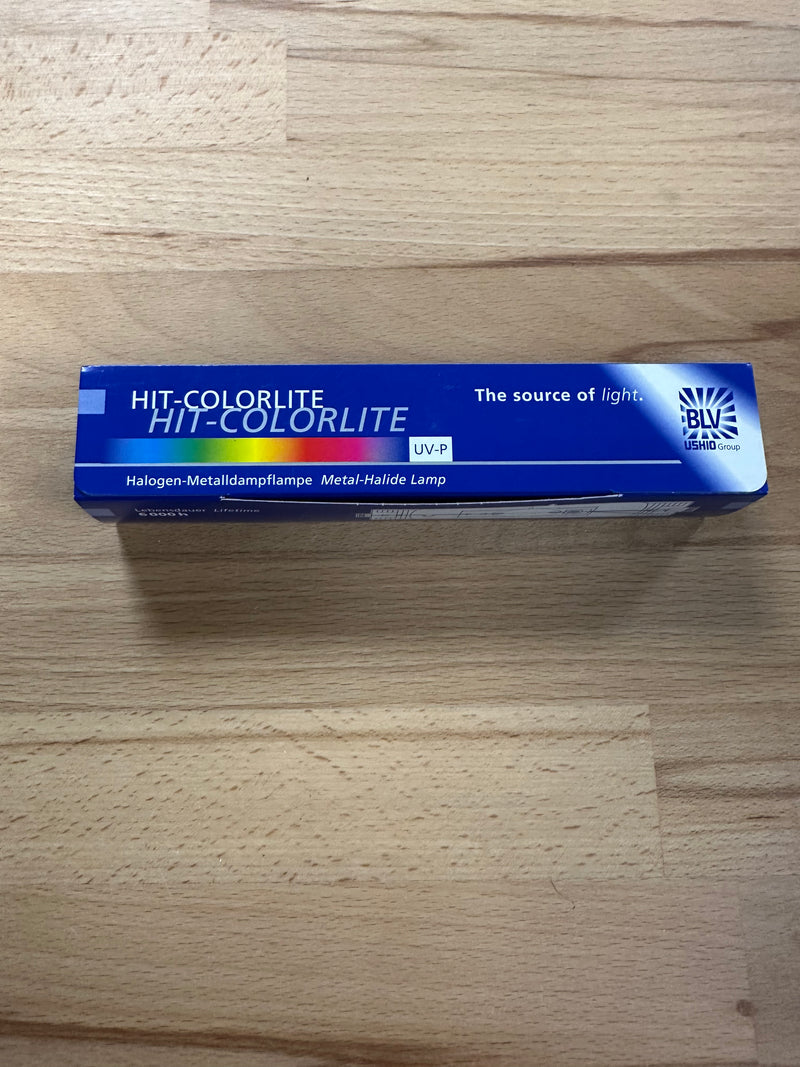 HIT-COLORLITE
HIT-COLORLITE
The source of light.
BLV
USHIO Group
UV-P
Halogen-Metalldampflampe Metal-Halide Lamp
Lebensdauer Lifetime
6000 h